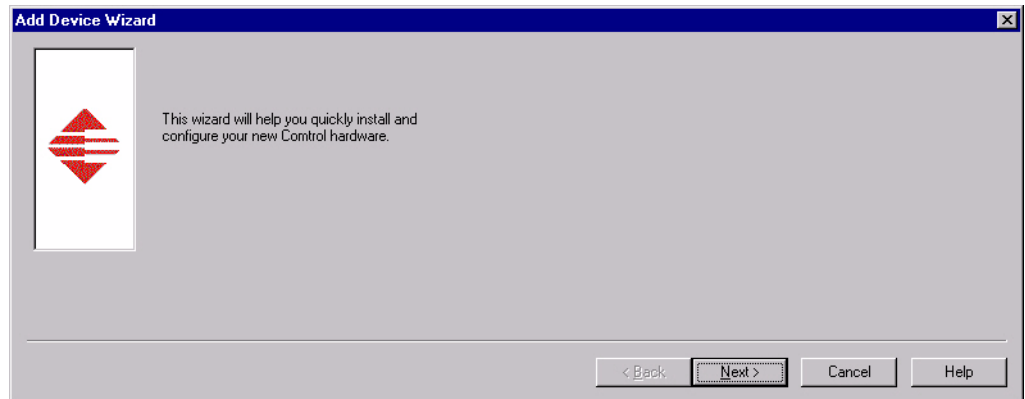 Add Device Wizard
This wizard will help you quickly install and
configure your new Comtrol hardware.
< Back Next > Cancel Help